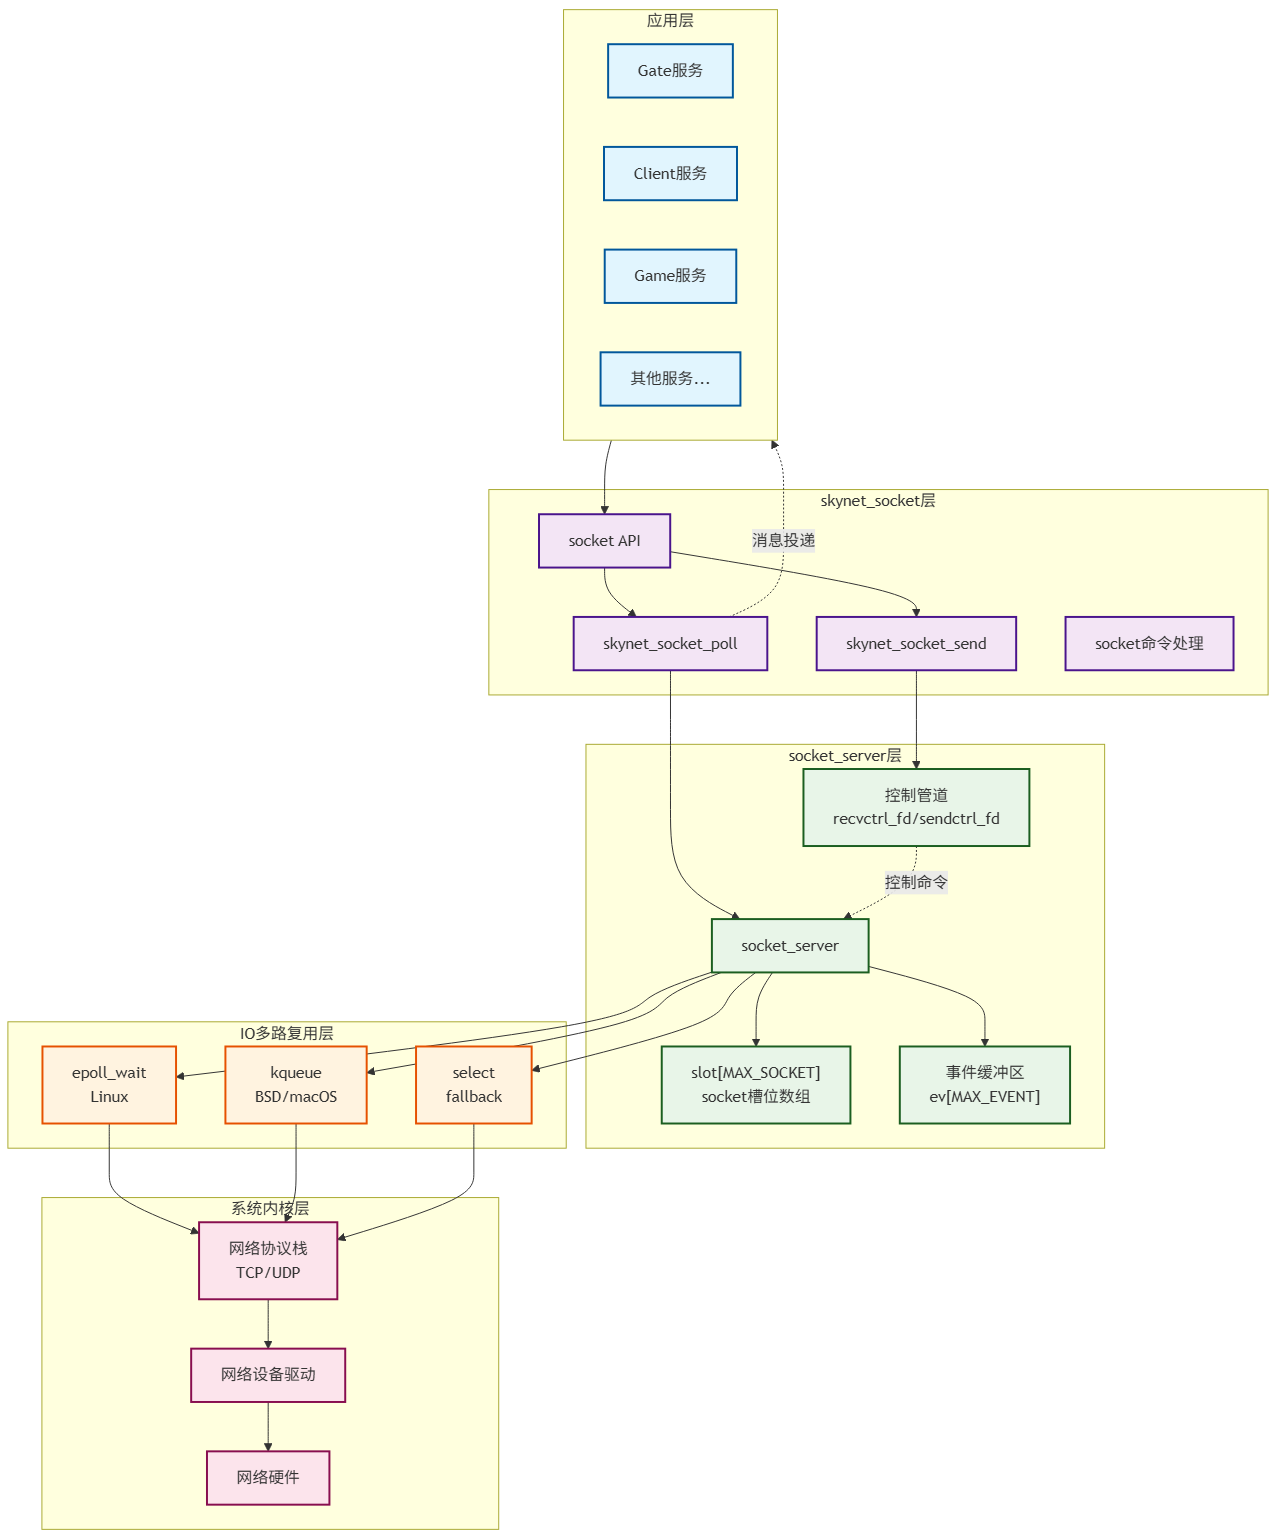 应用层
Gate服务
Client服务
Game服务
其他服务...
skynet_socket层
socket API
消息投递
skynet_socket_poll
skynet_socket_send
socket命令处理
socket_server层
控制管道
recvctrl_fd/sendctrl_fd
控制命令
socket_server
IO多路复用层
epoll_wait
Linux
kqueue
BSD/macOS
select
fallback
slot[MAX_SOCKET]
socket槽位数组
事件缓冲区
ev[MAX_EVENT]
系统内核层
网络协议栈
TCP/UDP
网络设备驱动
网络硬件